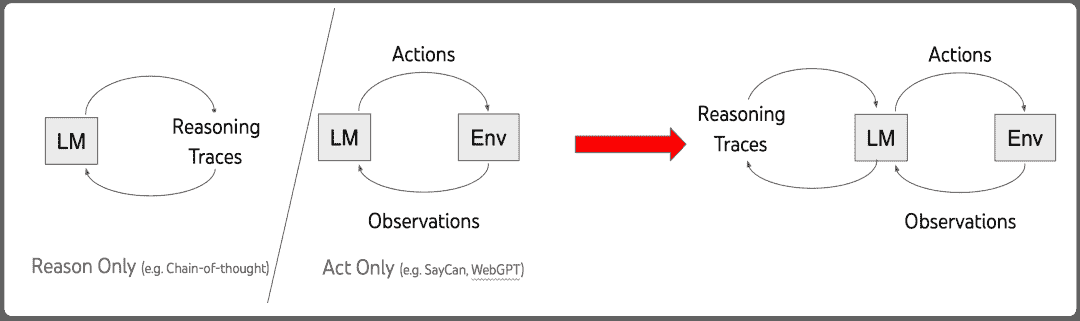 LM
Reasoning
Traces
Reason Only (e.g. Chain-of-thought)
Actions
LM
Env
Observations
Act Only (e.g. SayCan, WebGPT)
Reasoning
Traces
Actions
LM
Env
Observations